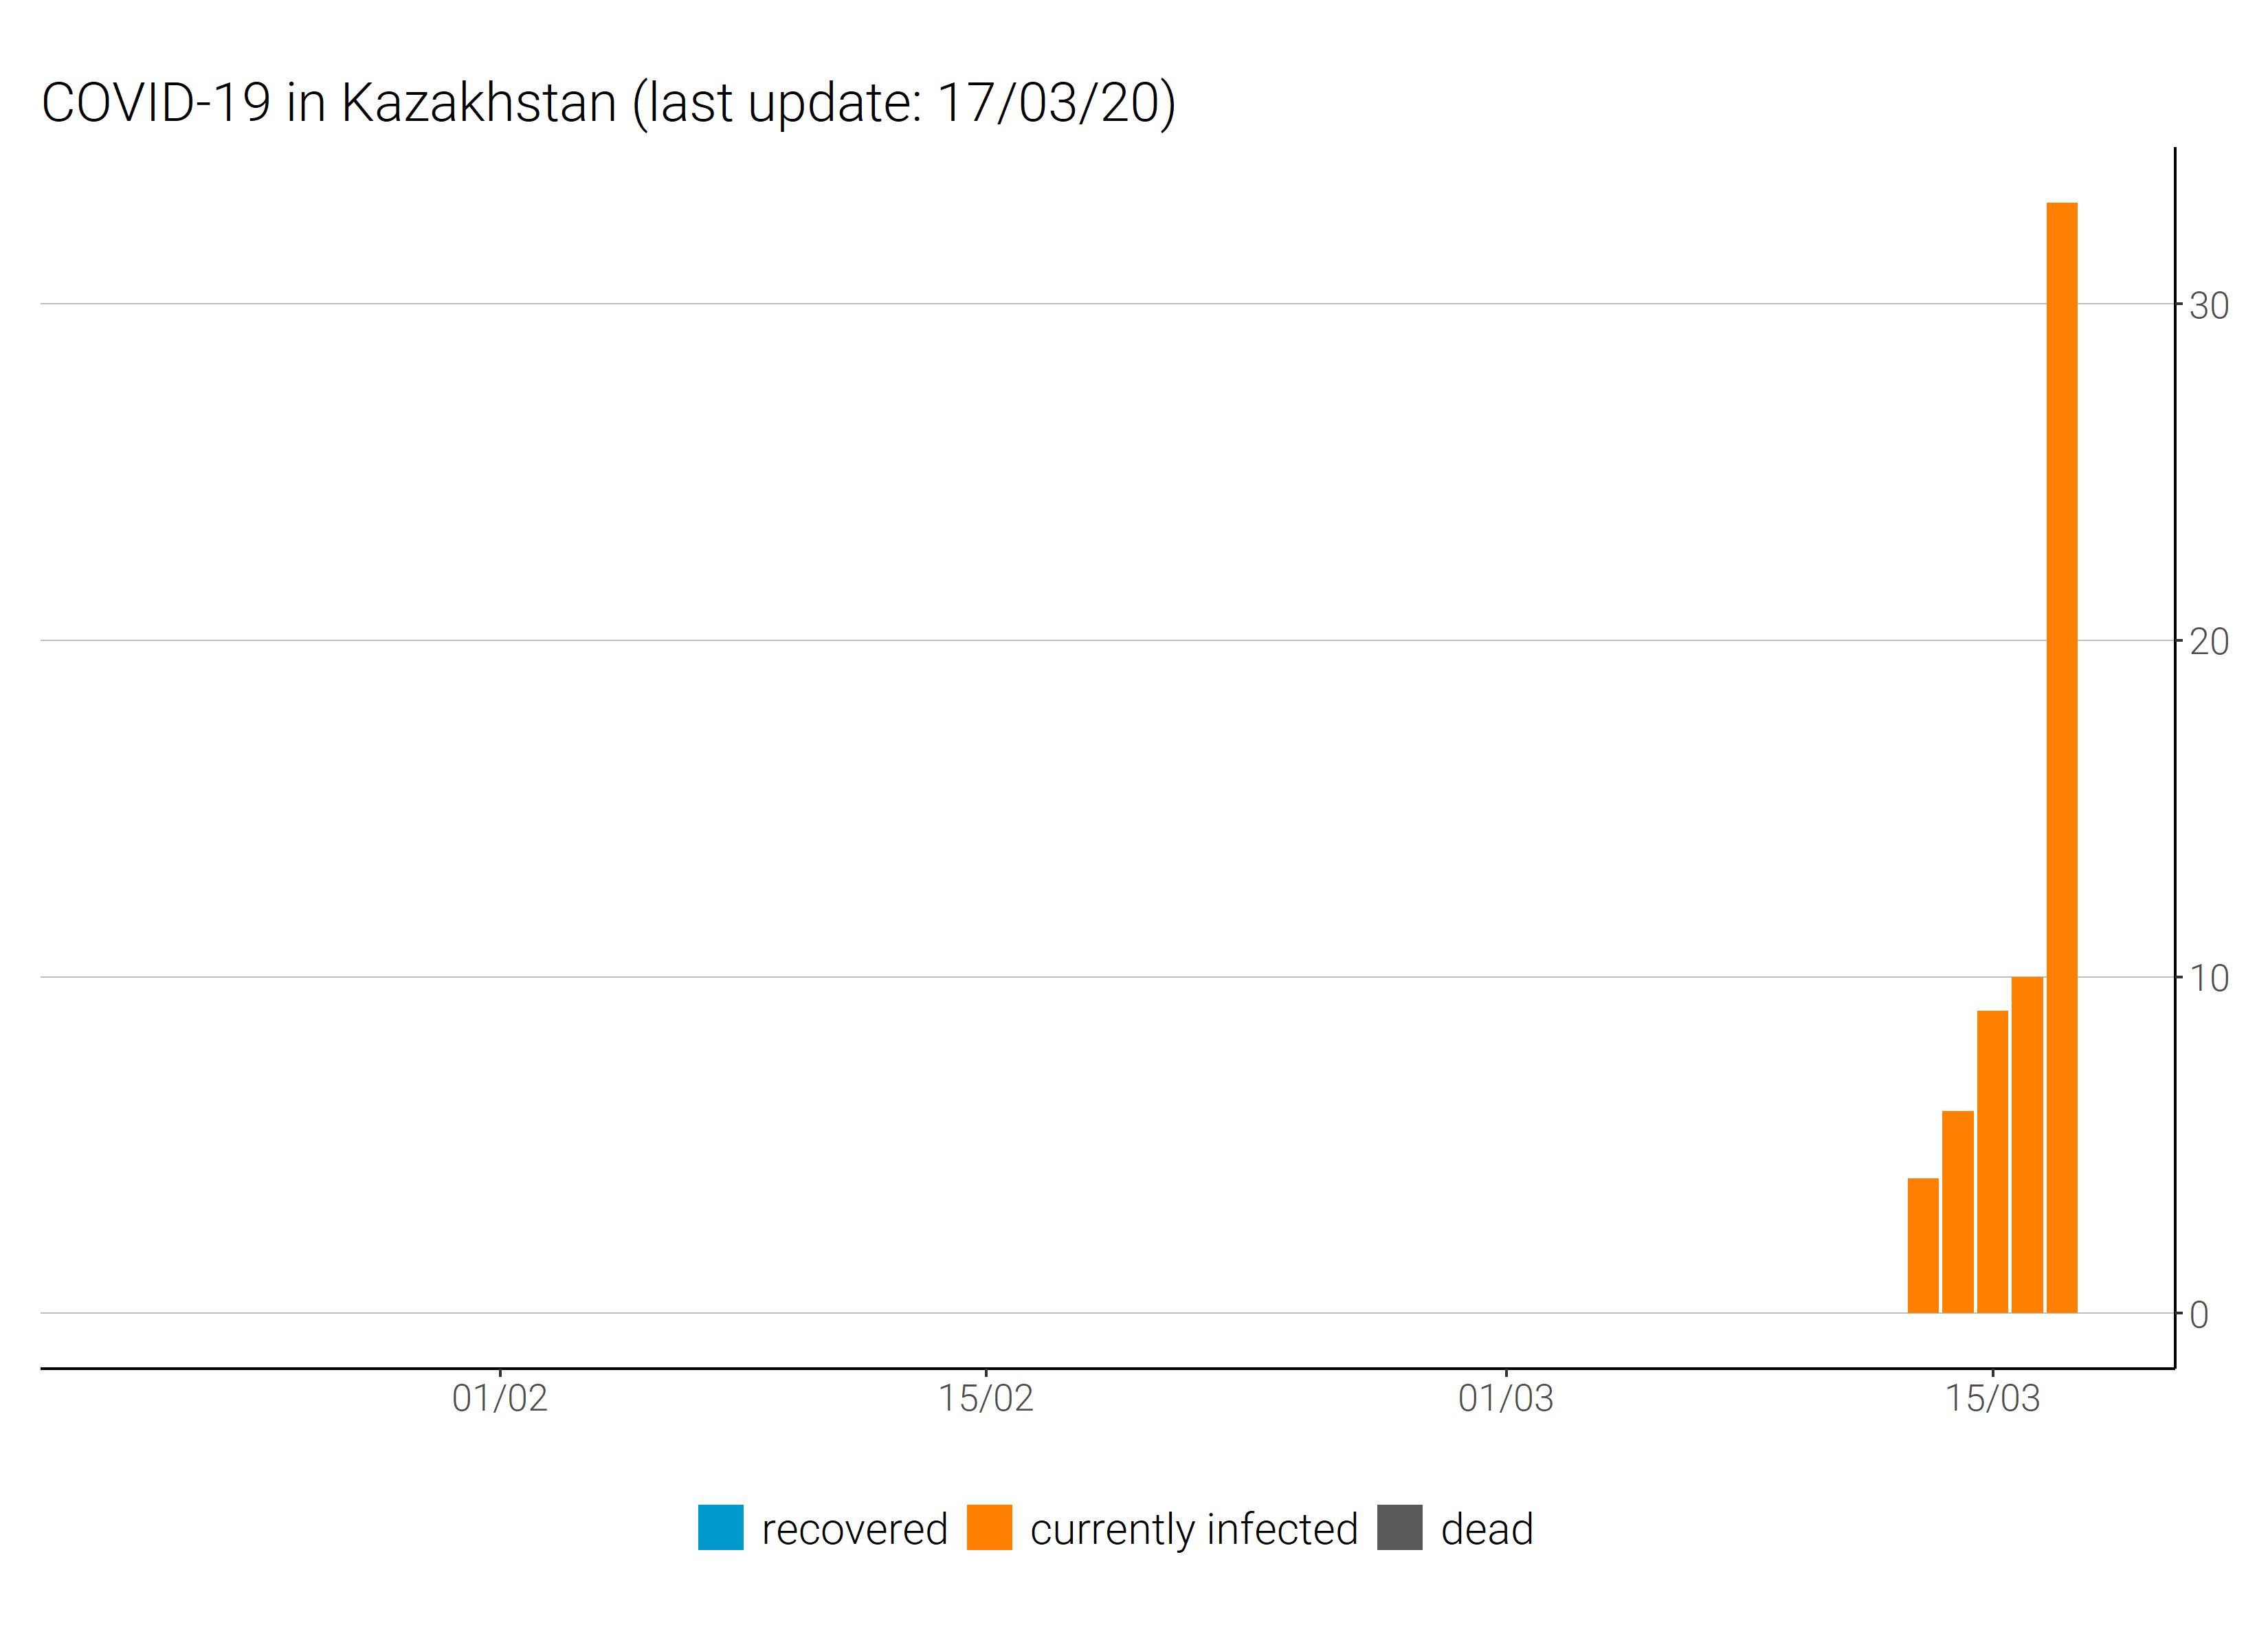 COVID-19 in Kazakhstan (last update: 17/03/20)
30
20
10
0
01/02 15/02 01/03 15/03
recovered currently infected dead